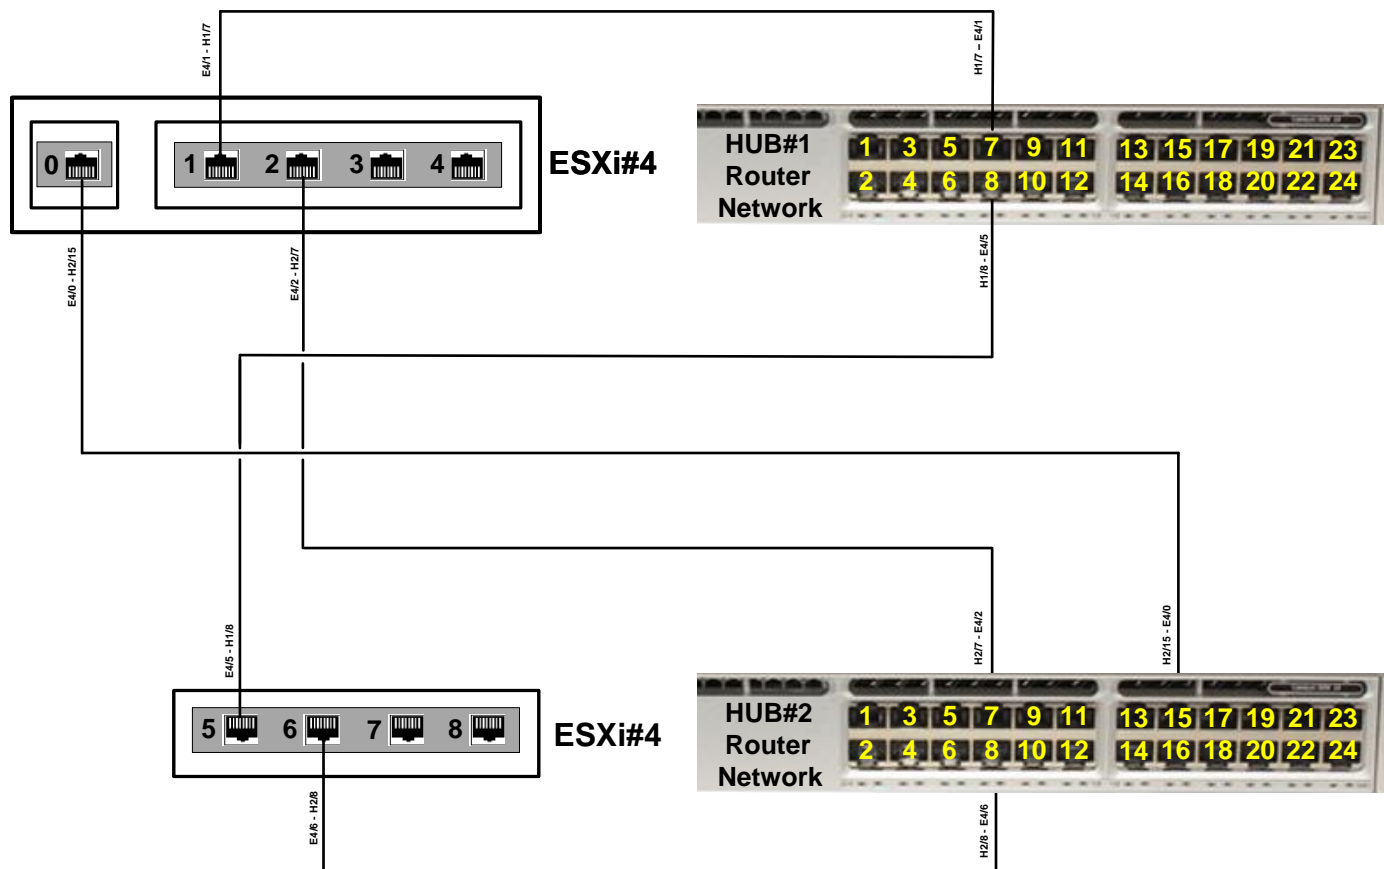 E4/1 - H1/7
H1/7 – E4/1
0
1 2 3 4
ESXi#4
HUB#1
Router
Network
1 3 5 7 9 11 13 15 17 19 21 23
2 4 6 8 10 12 14 16 18 20 22 24
E4/0 - H2/15
E4/2 - H2/7
H1/8 - E4/5
E4/5 - H1/8
H2/7 - E4/2
H2/15 - E4/0
5 6 7 8
ESXi#4
HUB#2
Router
Network
1 3 5 7 9 11 13 15 17 19 21 23
2 4 6 8 10 12 14 16 18 20 22 24
E4/6 - H2/8
H2/8 - E4/6